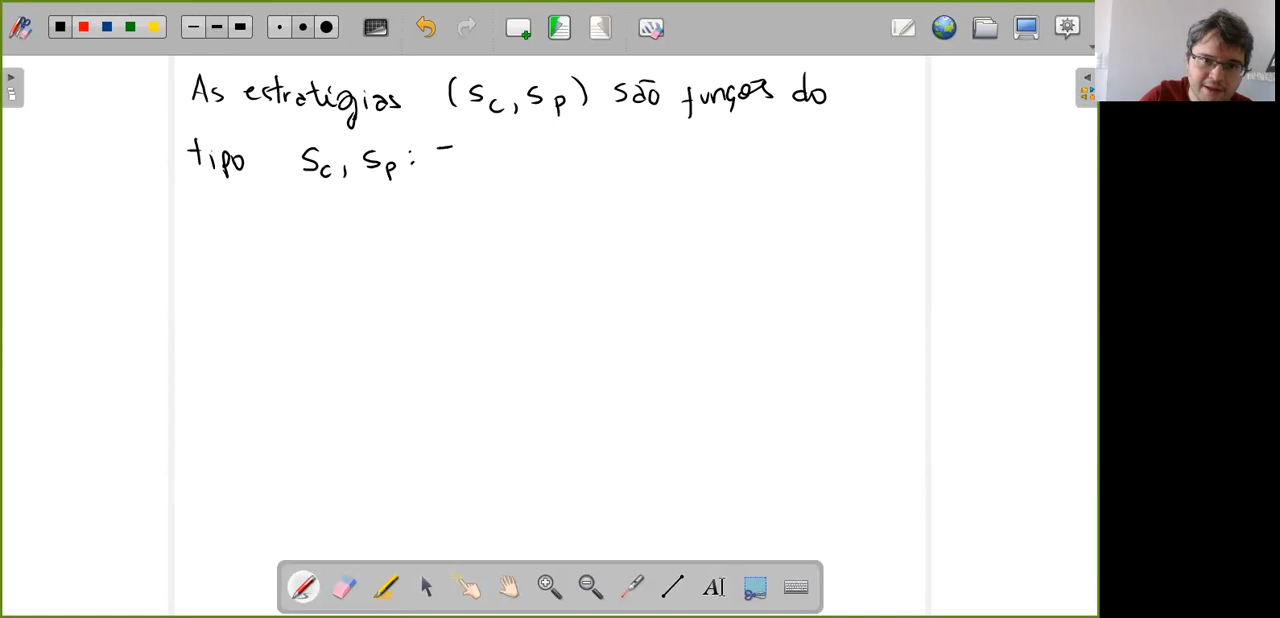 As estratégias (s_c, s_p) são funções do
tipo s_c, s_p :